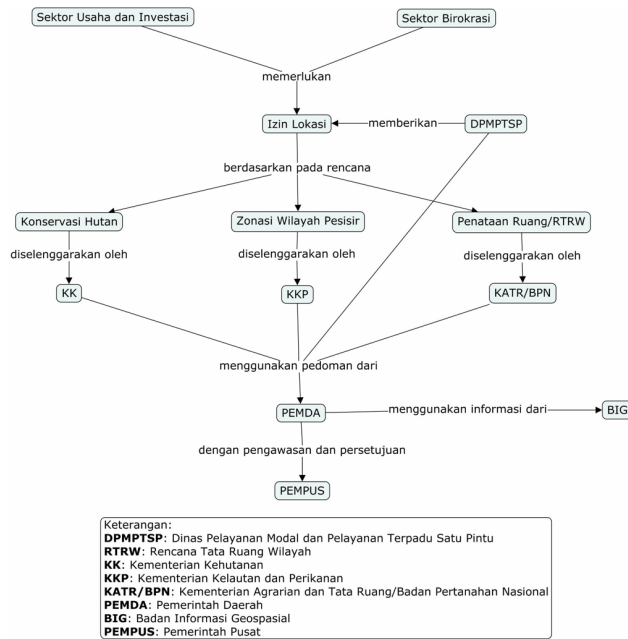 Sektor Usaha dan Investasi
Sektor Birokrasi
memerlukan
Izin Lokasi
memberikan
DPMPTSP
berdasarkan pada rencana
Konservasi Hutan
Zonasi Wilayah Pesisir
Penataan Ruang/RTRW
diselenggarakan oleh
diselenggarakan oleh
diselenggarakan oleh
KK
KKP
KATR/BPN
menggunakan pedoman dari
PEMDA
menggunakan informasi dari
BIG
dengan pengawasan dan persetujuan
PEMPUS
Keterangan:
DPMPTSP: Dinas Pelayanan Modal dan Pelayanan Terpadu Satu Pintu
RTRW: Rencana Tata Ruang Wilayah
KK: Kementerian Kehutanan
KKP: Kementerian Kelautan dan Perikanan
KATR/BPN: Kementerian Agrarian dan Tata Ruang/Badan Pertanahan Nasional
PEMDA: Pemerintah Daerah
BIG: Badan Informasi Geospasial
PEMPUS: Pemerintah Pusat